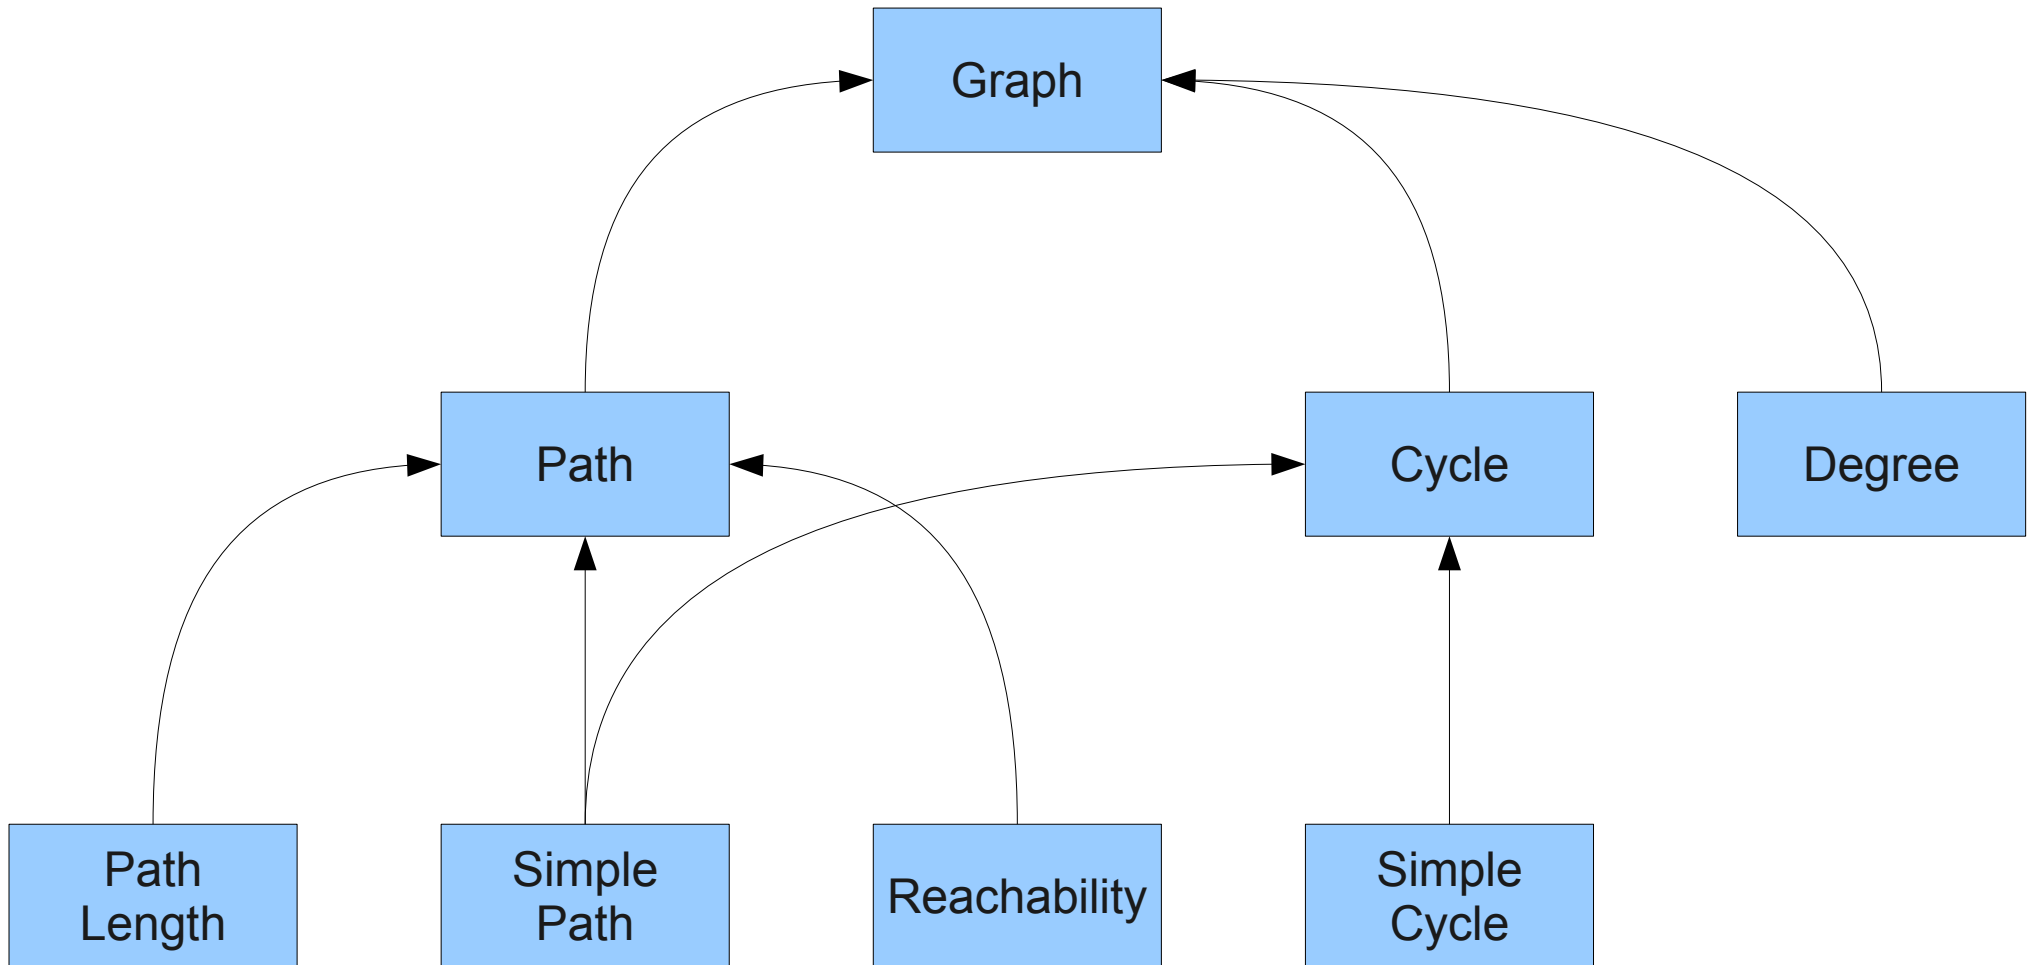 Graph
Path
Cycle
Degree
Path
Length
Simple
Path
Reachability
Simple
Cycle